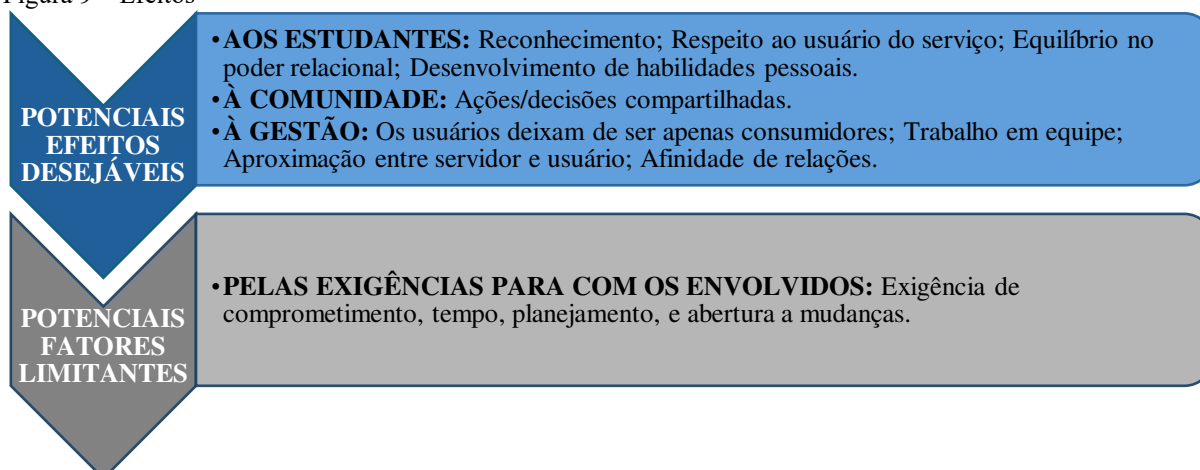 Figura 9 – Efeitos
POTENCIAIS
EFEITOS
DESEJÁVEIS
•AOS ESTUDANTES: Reconhecimento; Respeito ao usuário do serviço; Equilíbrio no
poder relacional; Desenvolvimento de habilidades pessoais.
•À COMUNIDADE: Ações/decisões compartilhadas.
•À GESTÃO: Os usuários deixam de ser apenas consumidores; Trabalho em equipe;
Aproximação entre servidor e usuário; Afinidade de relações.
POTENCIAIS
FATORES
LIMITANTES
•PELAS EXIGÊNCIAS PARA COM OS ENVOLVIDOS: Exigência de
comprometimento, tempo, planejamento, e abertura a mudanças.